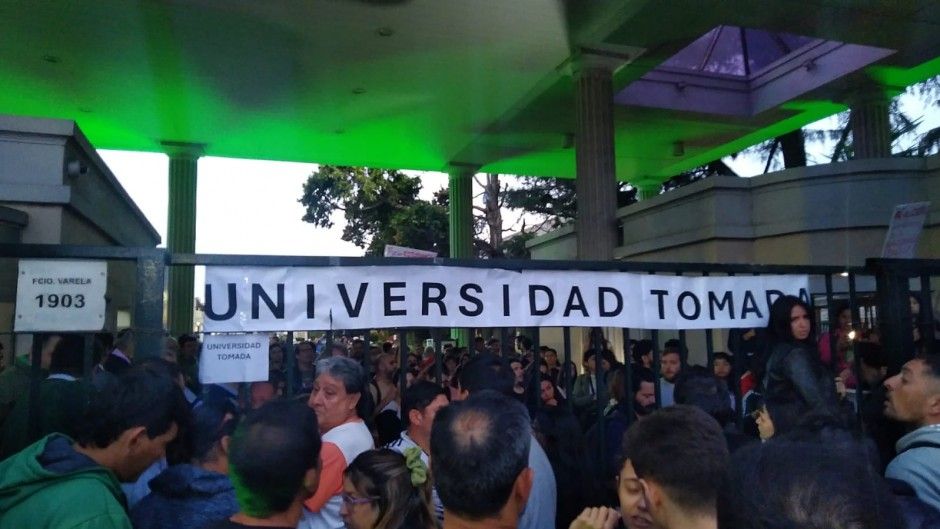 FCIO. VARELA
1903
UNIVERSIDAD TOMADA
UNIVERSIDAD
TOMADA